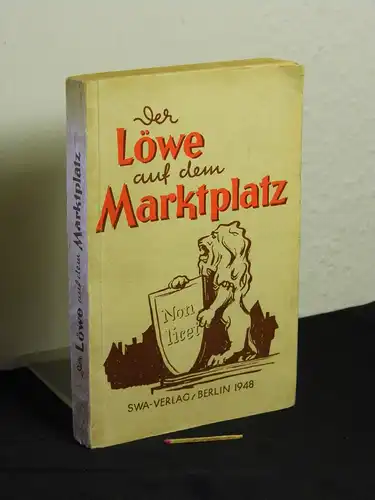 Der
Löwe
auf dem
Marktplatz
Non
licet
SWA-VERLAG/BERLIN 1948
Der Löwe auf dem Marktplatz